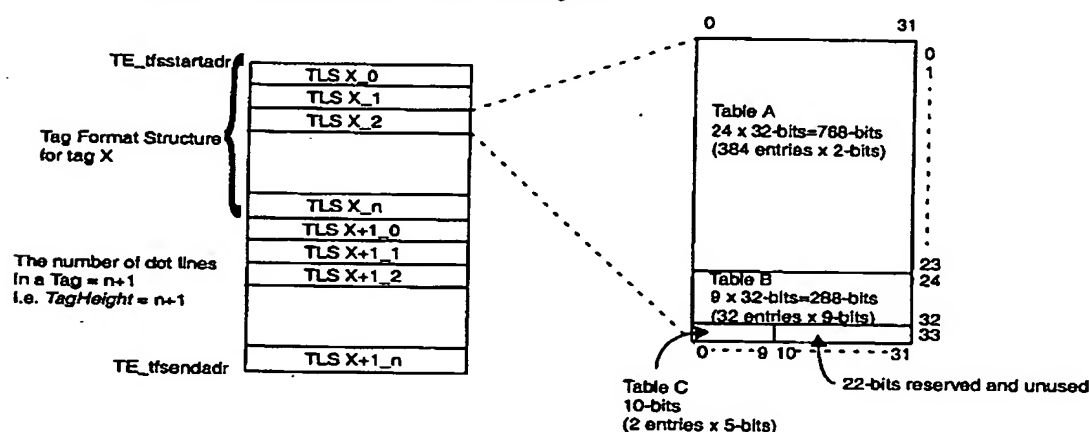 TE_tfsstartadr
TLS X_0
TLS X_1
TLS X_2
Tag Format Structure
for tag X
TLS X_n
TLS X+1_0
TLS X+1_1
TLS X+1_2
The number of dot lines
in a Tag = n+1
i.e. TagHeight = n+1
TE_tfsendadr
TLS X+1_n
0 31
0
1
Table A
24 x 32-bits=768-bits
(384 entries x 2-bits)
23
24
Table B
9 x 32-bits=288-bits
(32 entries x 9-bits)
32
33
0 9 10 31
Table C
10-bits
(2 entries x 5-bits)
22-bits reserved and unused